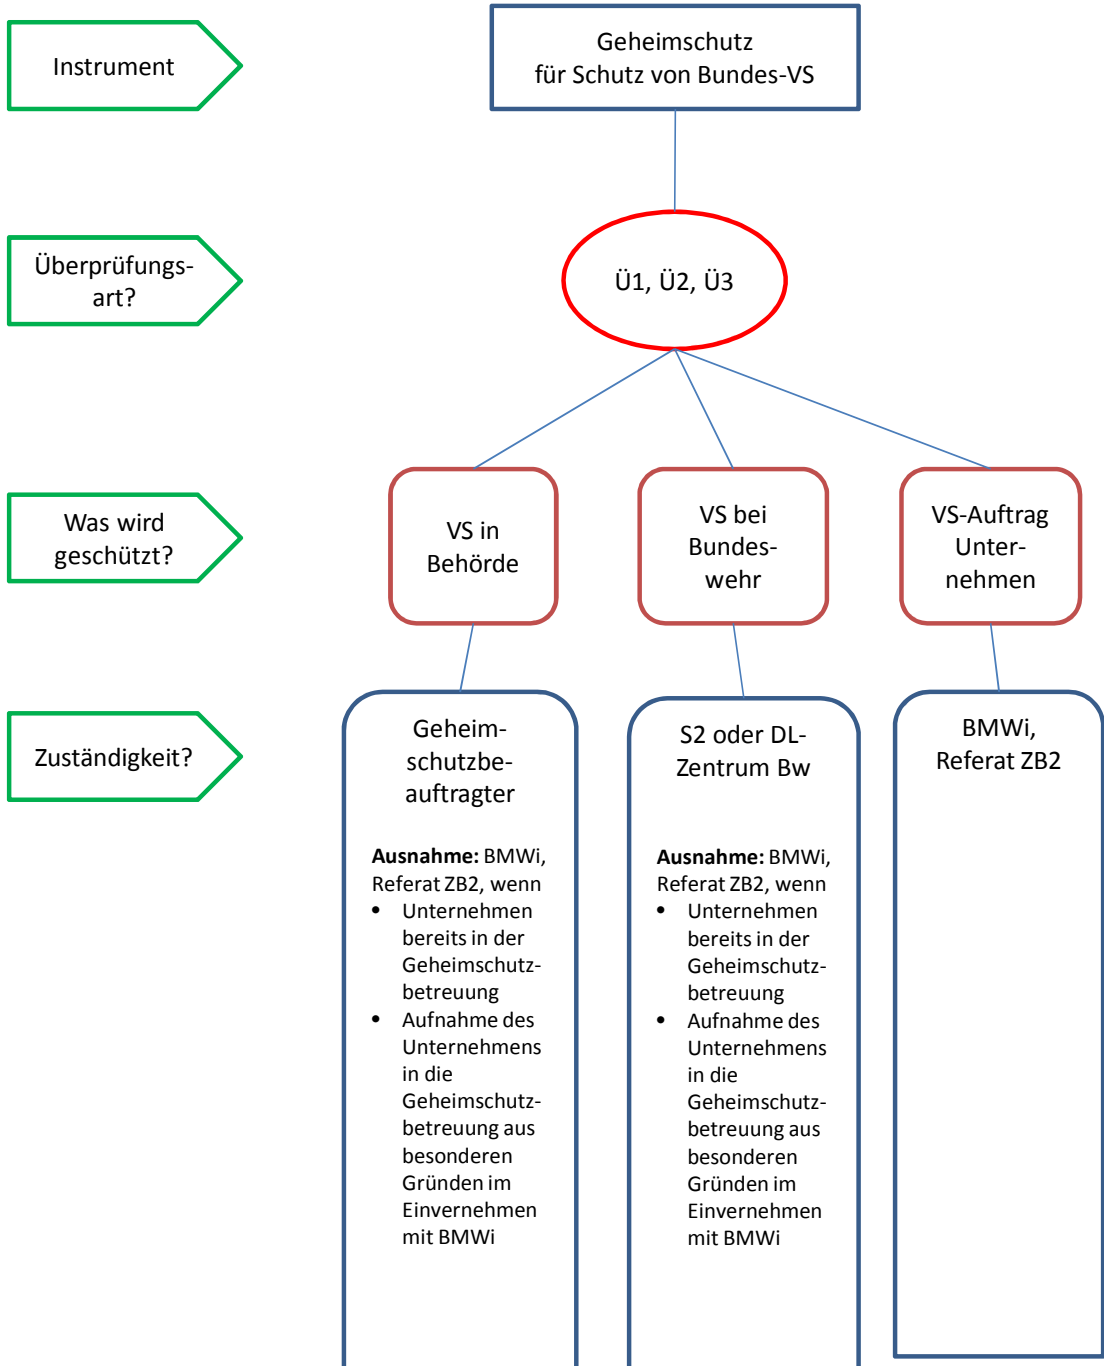 Instrument
Geheimschutz
für Schutz von Bundes-VS
Überprüfungs-
art?
Ü1, Ü2, Ü3
Was wird
geschützt?
VS in
Behörde
VS bei
Bundes-
wehr
VS-Auftrag
Unter-
nehmen
Zuständigkeit?
Geheim-
schutzbe-
auftragter
Ausnahme: BMWi,
Referat ZB2, wenn
• Unternehmen
bereits in der
Geheimschutz-
betreuung
• Aufnahme des
Unternehmens
in die
Geheimschutz-
betreuung aus
besonderen
Gründen im
Einvernehmen
mit BMWi
S2 oder DL-
Zentrum Bw
Ausnahme: BMWi,
Referat ZB2, wenn
• Unternehmen
bereits in der
Geheimschutz-
betreuung
• Aufnahme des
Unternehmens
in die
Geheimschutz-
betreuung aus
besonderen
Gründen im
Einvernehmen
mit BMWi
BMWi,
Referat ZB2